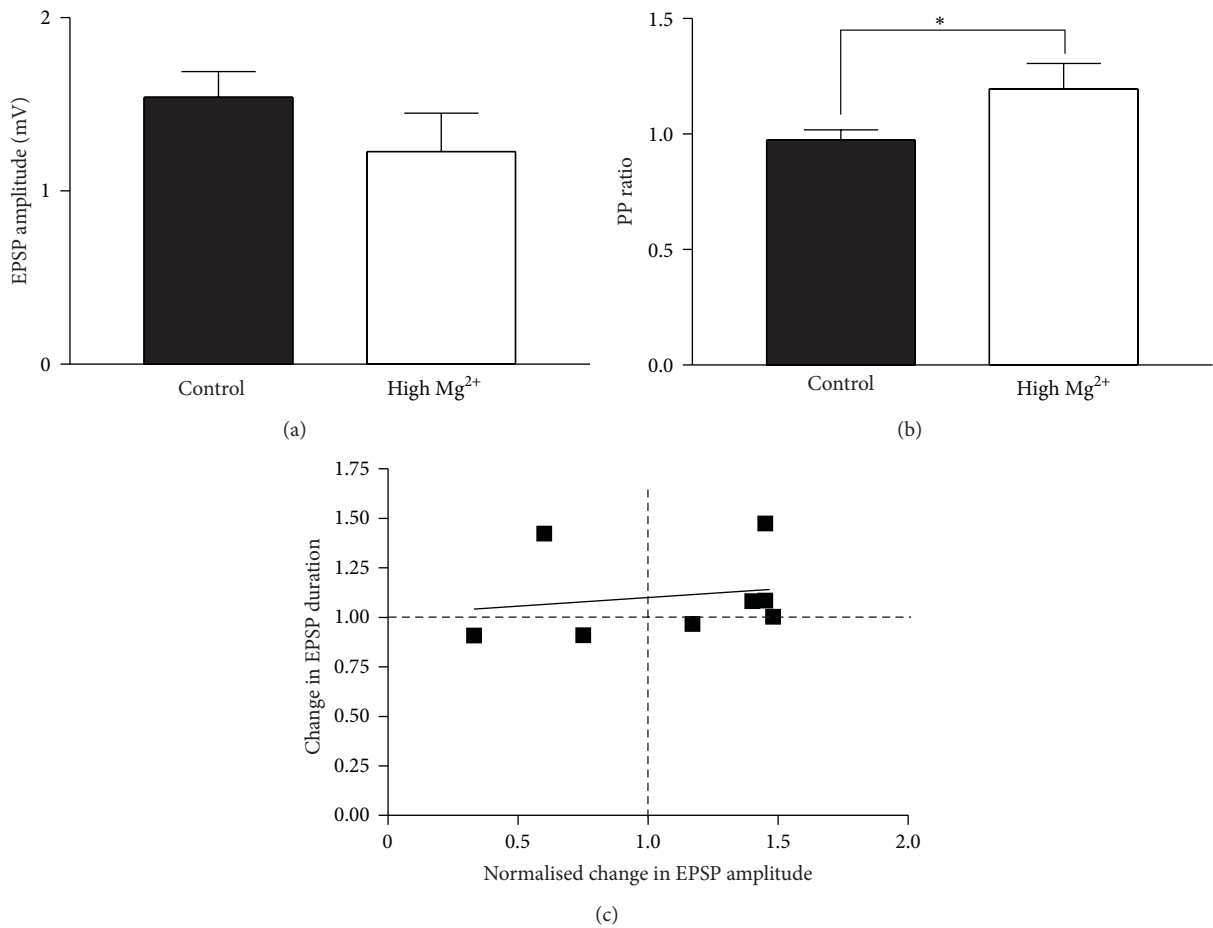 2
1
0
EPSP amplitude (mV)
Control
High Mg²⁺
(a)
1.5
1.0
0.5
0.0
PP ratio
*
Control
High Mg²⁺
(b)
1.75
1.50
1.25
1.00
0.75
0.50
0.25
0.00
Change in EPSP duration
0 0.5 1.0 1.5 2.0
Normalised change in EPSP amplitude
(c)